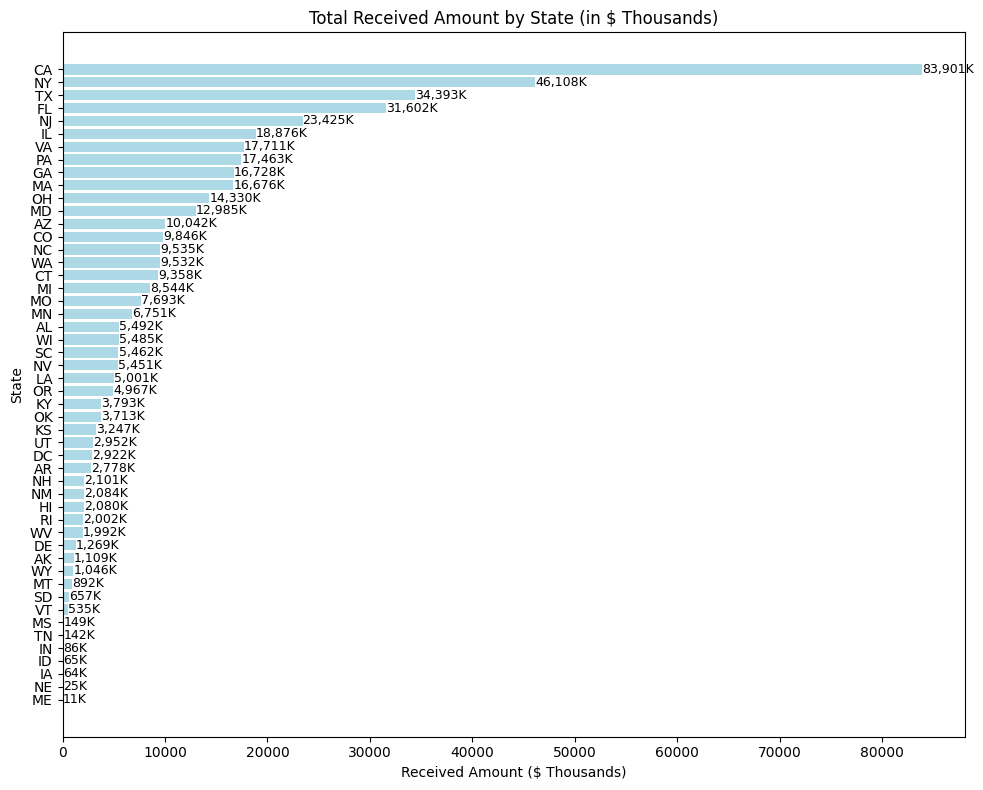 Total Received Amount by State (in $ Thousands)
CA 83,901K
NY 46,108K
TX 34,393K
FL 31,602K
NJ 23,425K
IL 18,876K
VA 17,711K
PA 17,463K
GA 16,728K
MA 16,676K
OH 14,330K
MD 12,985K
AZ 10,042K
CO 9,846K
NC 9,535K
WA 9,532K
CT 9,358K
MI 8,544K
MO 7,693K
MN 6,751K
AL 5,492K
WI 5,485K
SC 5,462K
NV 5,451K
LA 5,001K
OR 4,967K
KY 3,793K
OK 3,713K
KS 3,247K
UT 2,952K
DC 2,922K
AR 2,778K
NH 2,101K
NM 2,084K
HI 2,080K
RI 2,002K
WV 1,992K
DE 1,269K
AK 1,109K
WY 1,046K
MT 892K
SD 657K
VT 535K
MS 149K
TN 142K
IN 86K
ID 65K
IA 64K
NE 25K
ME 11K
State
0 10000 20000 30000 40000 50000 60000 70000 80000
Received Amount ($ Thousands)